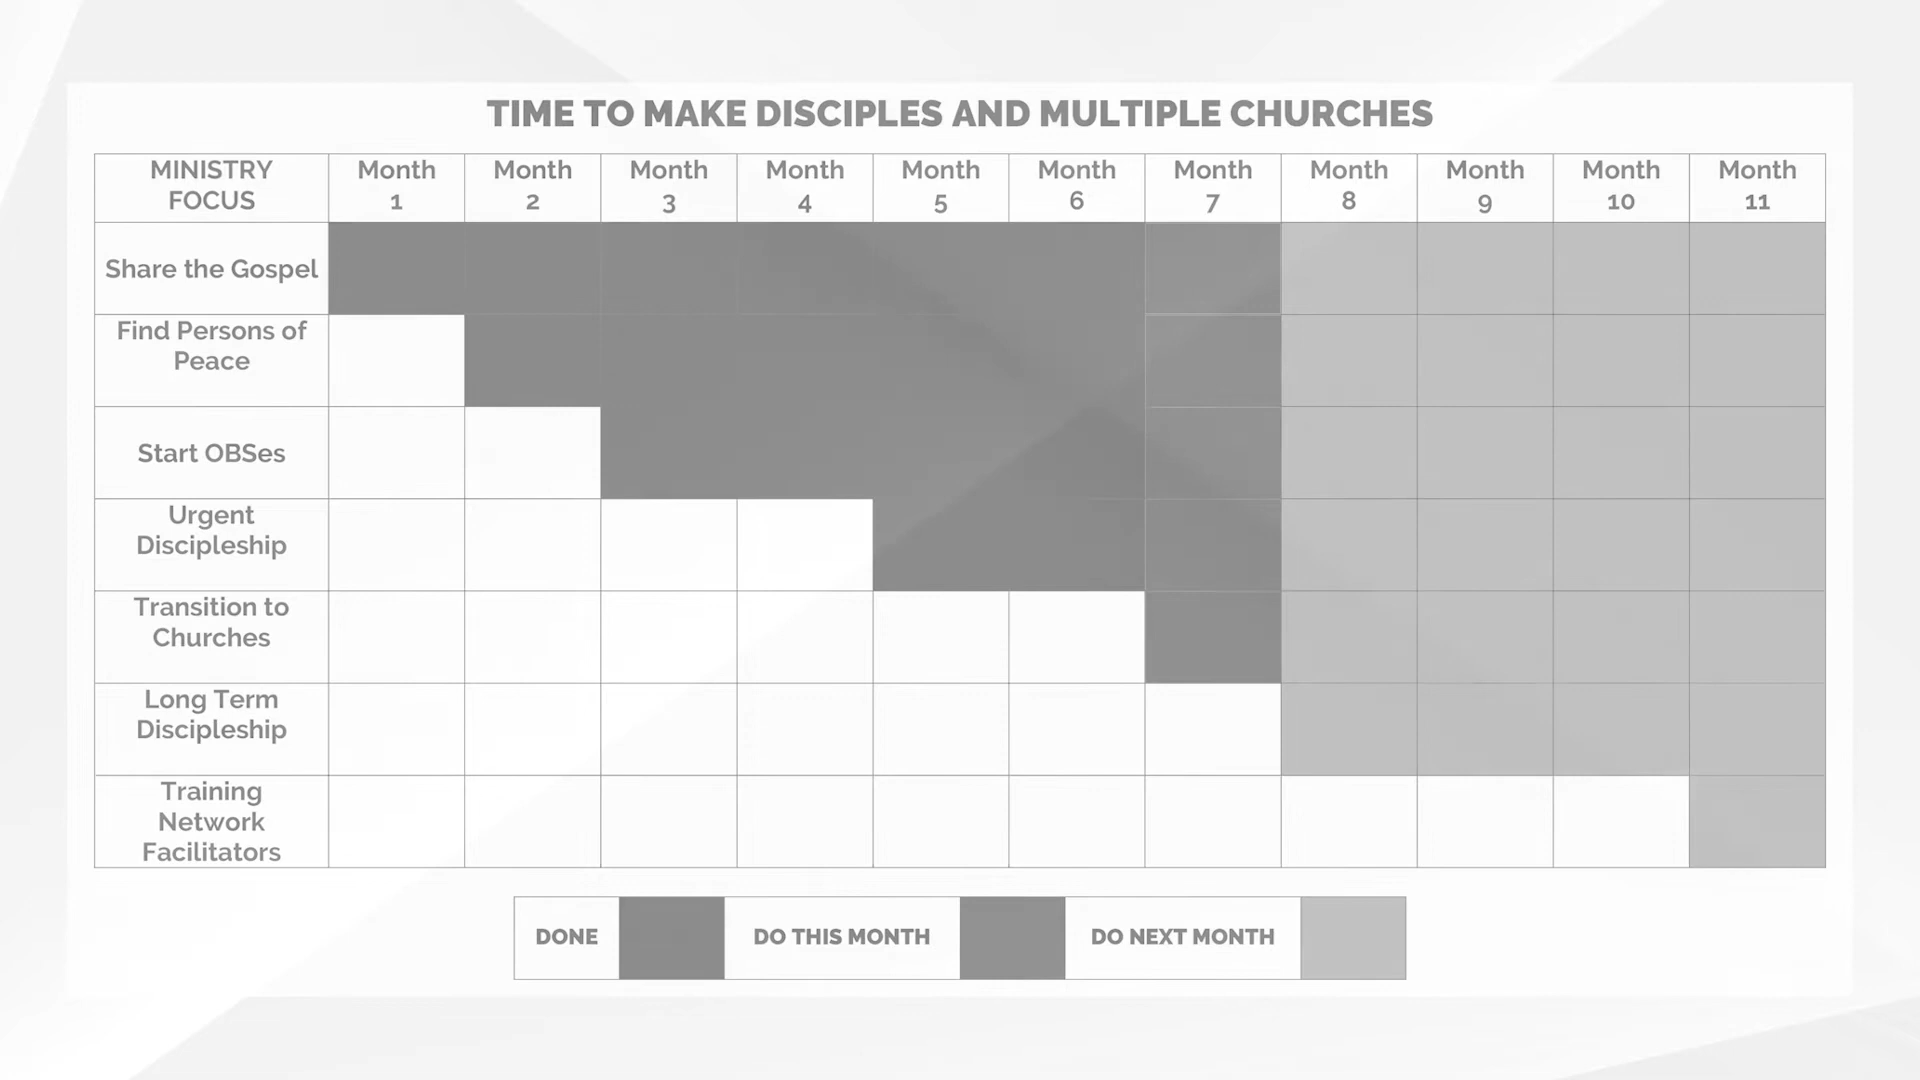 TIME TO MAKE DISCIPLES AND MULTIPLE CHURCHES
MINISTRY FOCUS
Month 1
Month 2
Month 3
Month 4
Month 5
Month 6
Month 7
Month 8
Month 9
Month 10
Month 11
Share the Gospel
Find Persons of
Peace
Start OBSes
Urgent
Discipleship
Transition to
Churches
Long Term
Discipleship
Training
Network
Facilitators
DONE
DO THIS MONTH
DO NEXT MONTH